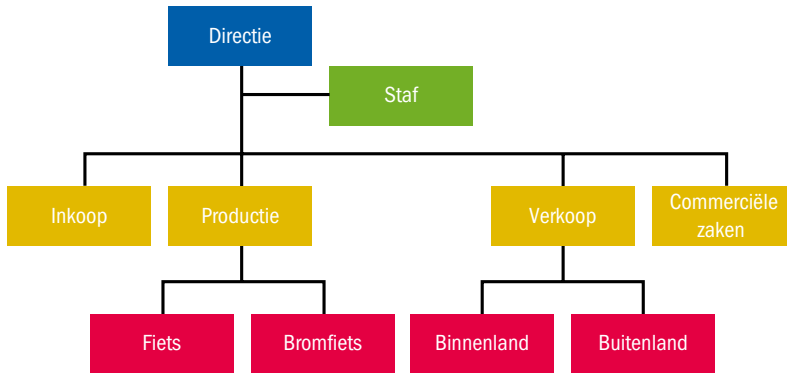 Directie
Staf
Inkoop
Productie
Verkoop
Commerciële
zaken
Fiets
Bromfiets
Binnenland
Buitenland